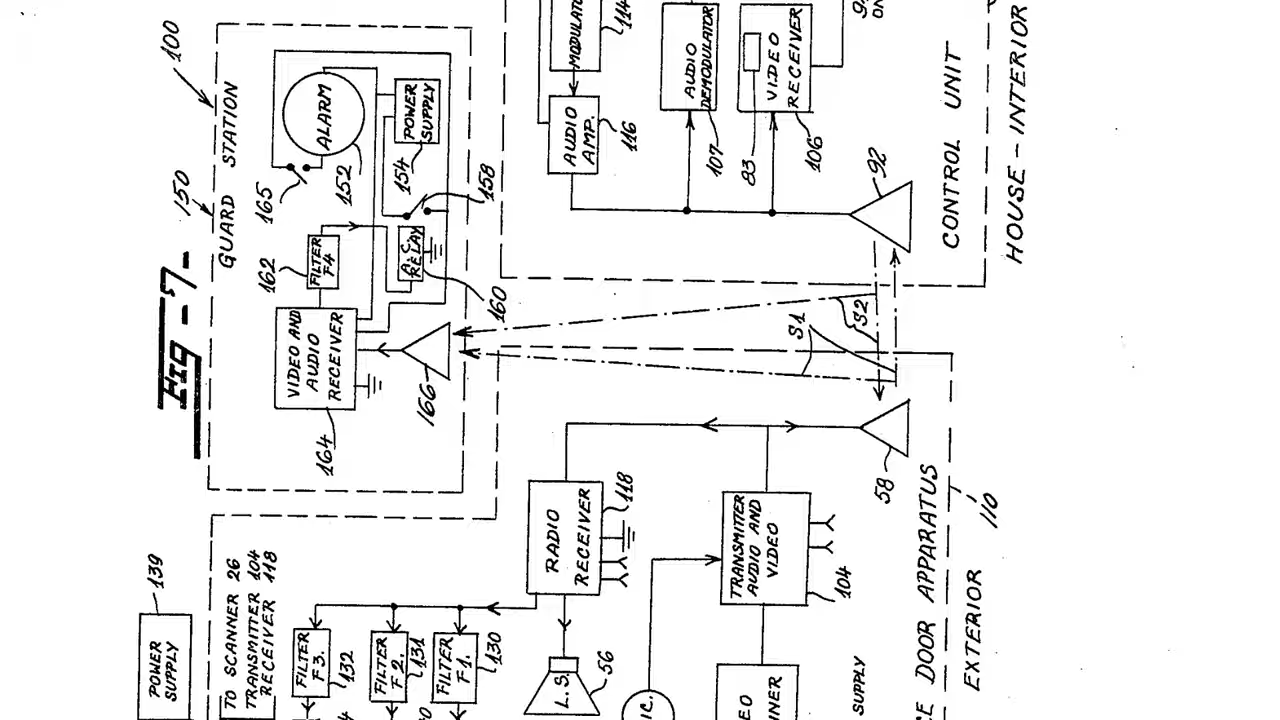 FIG-7-
100
150
GUARD STATION
ALARM
152
165
POWER
SUPPLY
154
158
FILTER
F4
162
A.C.
RELAY
160
VIDEO AND
AUDIO
RECEIVER
164
166
114
MODULATOR
AUDIO
AMP.
116
AUDIO
DEMODULATOR
107
VIDEO
RECEIVER
83
106
92
CONTROL UNIT
HOUSE-INTERIOR
S1
S2
58
RADIO
RECEIVER
118
TRANSMITTER
AUDIO AND
VIDEO
104
110
DOOR APPARATUS
EXTERIOR
139
POWER
SUPPLY
TO SCANNER 26
TRANSMITTER 104
RECEIVER 118
FILTER
F3.
132
FILTER
F2.
131
FILTER
F1.
130
L.S.
56
SUPPLY